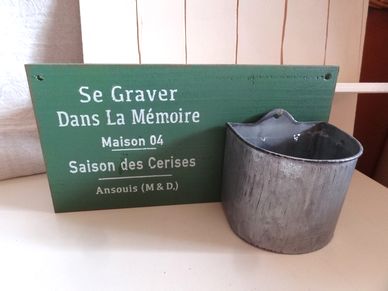 Se Graver
Dans La Mémoire
Maison 04
Saison des Cerises
Ansouis (M & D,)